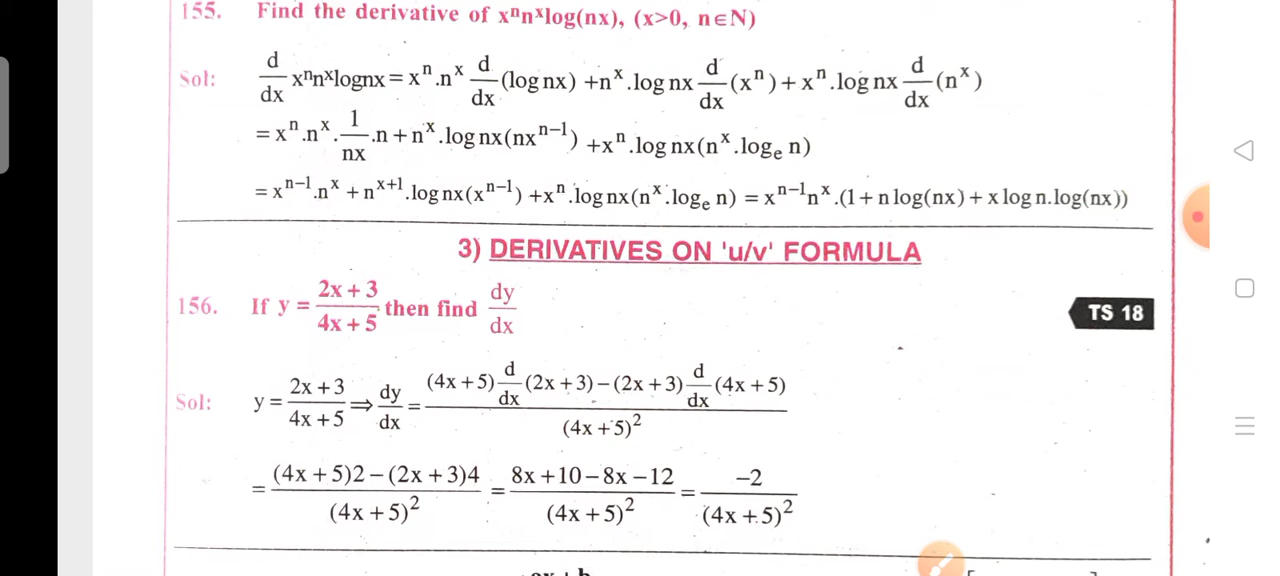 155. Find the derivative of xⁿnˣlog(nx), (x>0, n∈N)
Sol: d/dx xⁿnˣlognx = xⁿ.nˣ d/dx (log nx) + nˣ.log nx d/dx (xⁿ) + xⁿ.log nx d/dx (nˣ)
= xⁿ.nˣ. 1/nx .n + nˣ.log nx(nxⁿ⁻¹) + xⁿ.log nx(nˣ.logₑ n)
= xⁿ⁻¹.nˣ + nˣ⁺¹.log nx(xⁿ⁻¹) + xⁿ.log nx(nˣ.logₑ n) = xⁿ⁻¹nˣ.(1 + n log(nx) + x log n.log(nx))
3) DERIVATIVES ON 'u/v' FORMULA
156. If y = (2x + 3)/(4x + 5) then find dy/dx TS 18
Sol: y = (2x + 3)/(4x + 5) ⇒ dy/dx = ((4x + 5) d/dx (2x + 3) – (2x + 3) d/dx (4x + 5))/(4x + 5)²
= ((4x + 5)2 – (2x + 3)4)/(4x + 5)² = (8x + 10 – 8x – 12)/(4x + 5)² = –2/(4x + 5)²